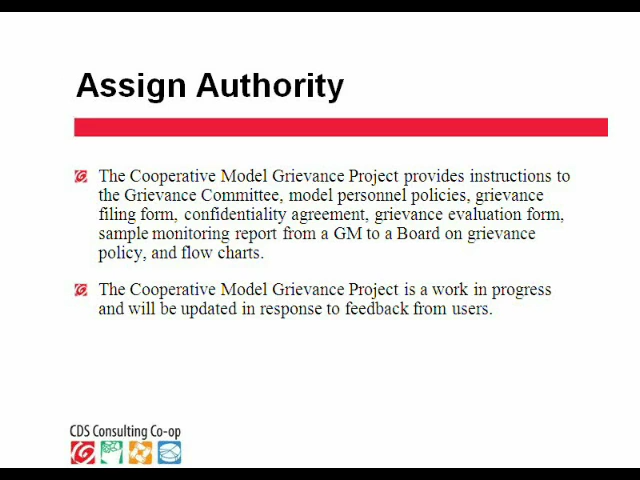 Assign Authority
The Cooperative Model Grievance Project provides instructions to
the Grievance Committee, model personnel policies, grievance
filing form, confidentiality agreement, grievance evaluation form,
sample monitoring report from a GM to a Board on grievance
policy, and flow charts.
The Cooperative Model Grievance Project is a work in progress
and will be updated in response to feedback from users.
CDS Consulting Co-op